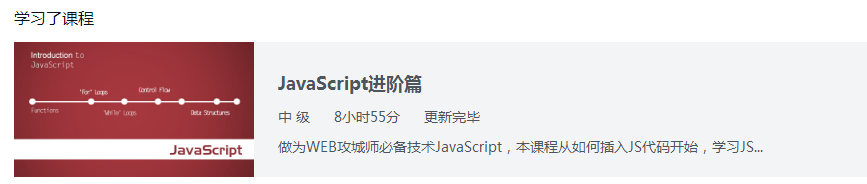 学习了课程
Introduction to
JavaScript
"For" Loops
Control Flow
Functions
"While" Loops
Data Structures
JavaScript
JavaScript进阶篇
中 级 8小时55分 更新完毕
做为WEB攻城师必备技术JavaScript，本课程从如何插入JS代码开始，学习JS...